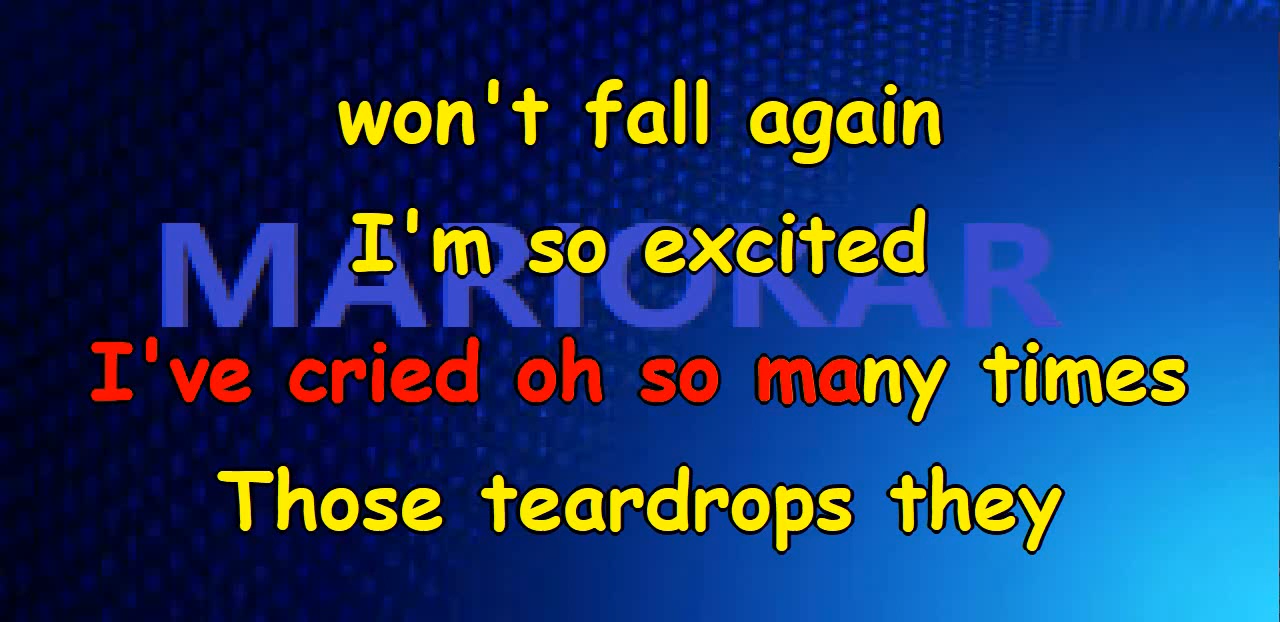 won't fall again
I'm so excited
MARIOKAR
I've cried oh so many times
Those teardrops they